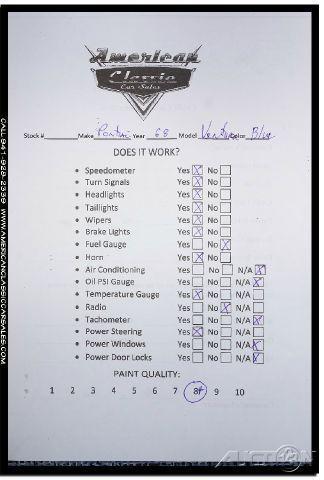 American
Classic
Car Sales
Stock # Make Pontiac Year 68 Model Ventura Color Blue
DOES IT WORK?
• Speedometer Yes ☒ No ☐
• Turn Signals Yes ☒ No ☐
• Headlights Yes ☒ No ☐
• Taillights Yes ☒ No ☐
• Wipers Yes ☒ No ☐
• Brake Lights Yes ☒ No ☐
• Fuel Gauge Yes ☐ No ☒
• Horn Yes ☒ No ☐
• Air Conditioning Yes ☐ No ☐ N/A ☒
• Oil PSI Gauge Yes ☐ No ☐ N/A ☒
• Temperature Gauge Yes ☒ No ☐ N/A ☐
• Radio Yes ☐ No ☒ N/A ☐
• Tachometer Yes ☐ No ☐ N/A ☒
• Power Steering Yes ☒ No ☐ N/A ☐
• Power Windows Yes ☐ No ☐ N/A ☒
• Power Door Locks Yes ☐ No ☐ N/A ☒
PAINT QUALITY:
1 2 3 4 5 6 7 8+ 9 10
CALL 941-928-2339 WWW.AMERICANCLASSICCARSALES.COM
AUCTION